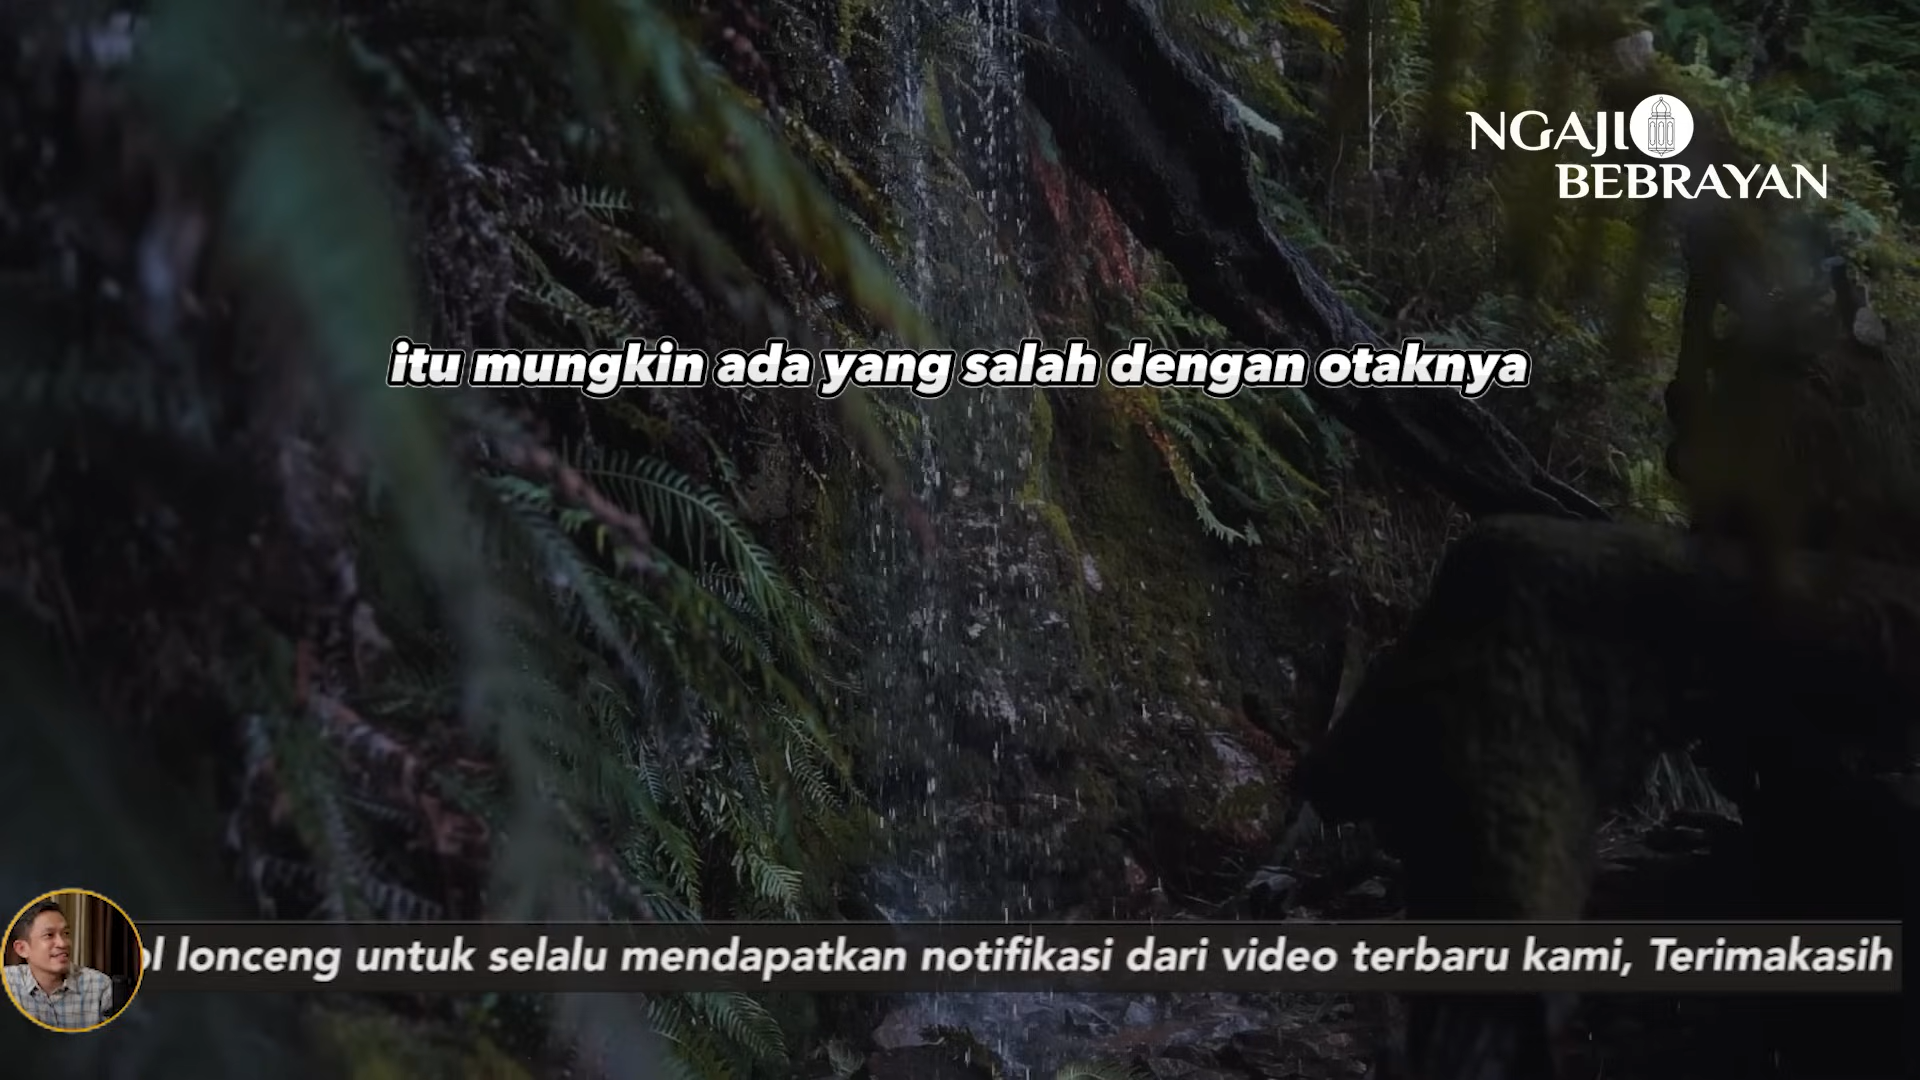 NGAJI
BEBRAYAN
itu mungkin ada yang salah dengan otaknya
lonceng untuk selalu mendapatkan notifikasi dari video terbaru kami, Terimakasih